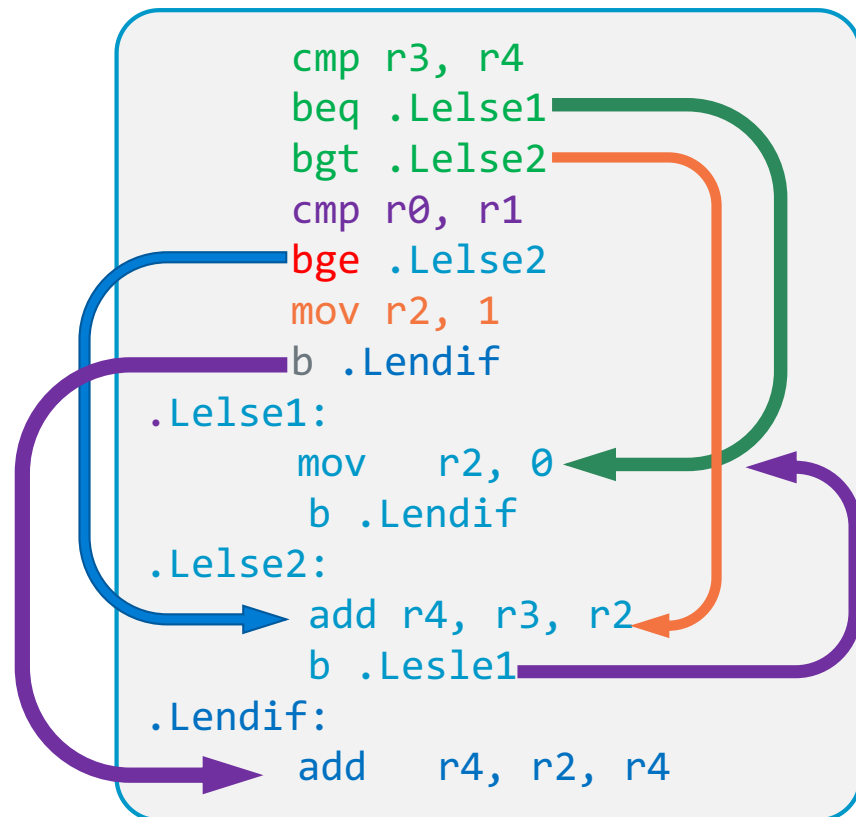 cmp r3, r4
beq .Lelse1
bgt .Lelse2
cmp r0, r1
bge .Lelse2
mov r2, 1
b .Lendif
.Lelse1:
mov r2, 0
b .Lendif
.Lelse2:
add r4, r3, r2
b .Lesle1
.Lendif:
add r4, r2, r4